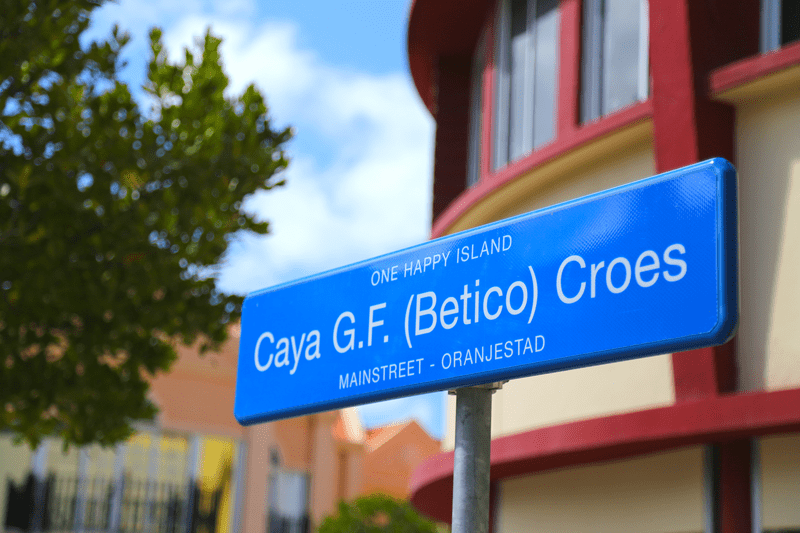 ONE HAPPY ISLAND
Caya G.F. (Betico) Croes
MAINSTREET - ORANJESTAD